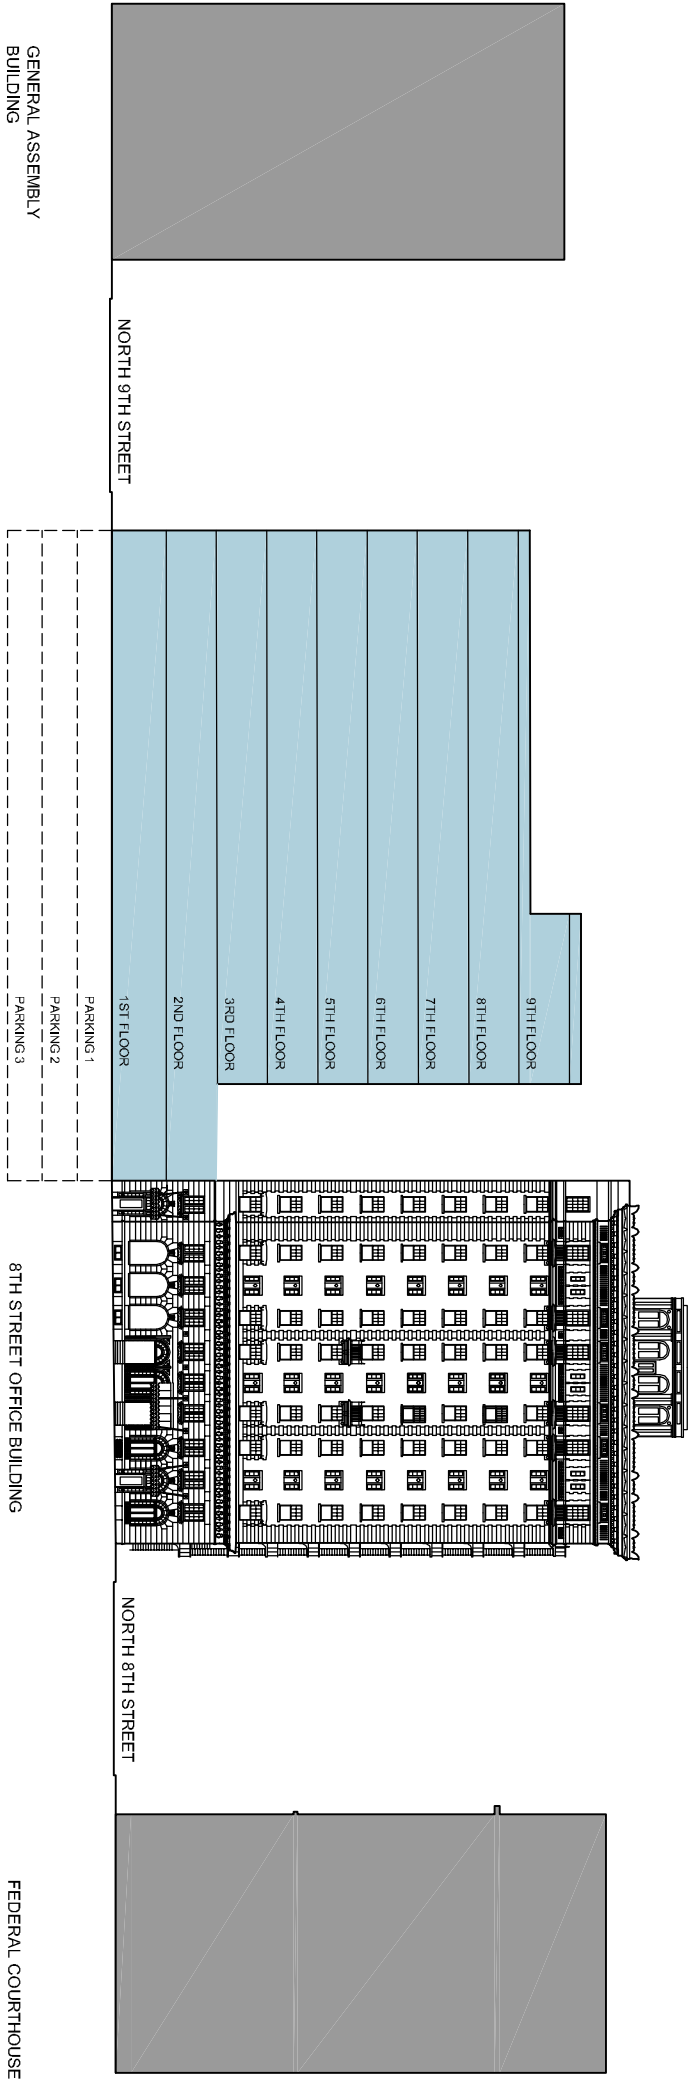 GENERAL ASSEMBLY
BUILDING
NORTH 9TH STREET
9TH FLOOR
8TH FLOOR
7TH FLOOR
6TH FLOOR
5TH FLOOR
4TH FLOOR
3RD FLOOR
2ND FLOOR
1ST FLOOR
PARKING 1
PARKING 2
PARKING 3
8TH STREET OFFICE BUILDING
NORTH 8TH STREET
FEDERAL COURTHOUSE